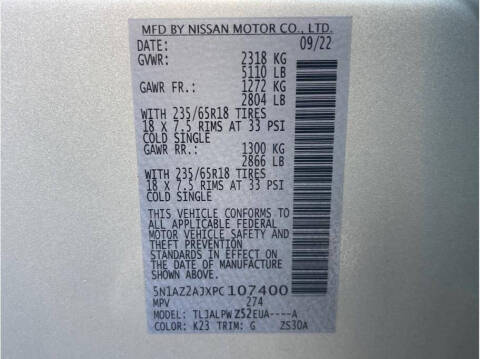 MFD BY NISSAN MOTOR CO., LTD.
DATE: 09/22
GVWR: 2318 KG
5110 LB
GAWR FR.: 1272 KG
2804 LB
WITH 235/65R18 TIRES
18 X 7.5 RIMS AT 33 PSI
COLD SINGLE
GAWR RR.: 1300 KG
2866 LB
WITH 235/65R18 TIRES
18 X 7.5 RIMS AT 33 PSI
COLD SINGLE
THIS VEHICLE CONFORMS TO
ALL APPLICABLE FEDERAL
MOTOR VEHICLE SAFETY AND
THEFT PREVENTION
STANDARDS IN EFFECT ON
THE DATE OF MANUFACTURE
SHOWN ABOVE.
5N1AZ2AJXPC107400
MPV 274
MODEL: TLJALPWZ52EUA----A
COLOR: K23 TRIM: G ZS30A